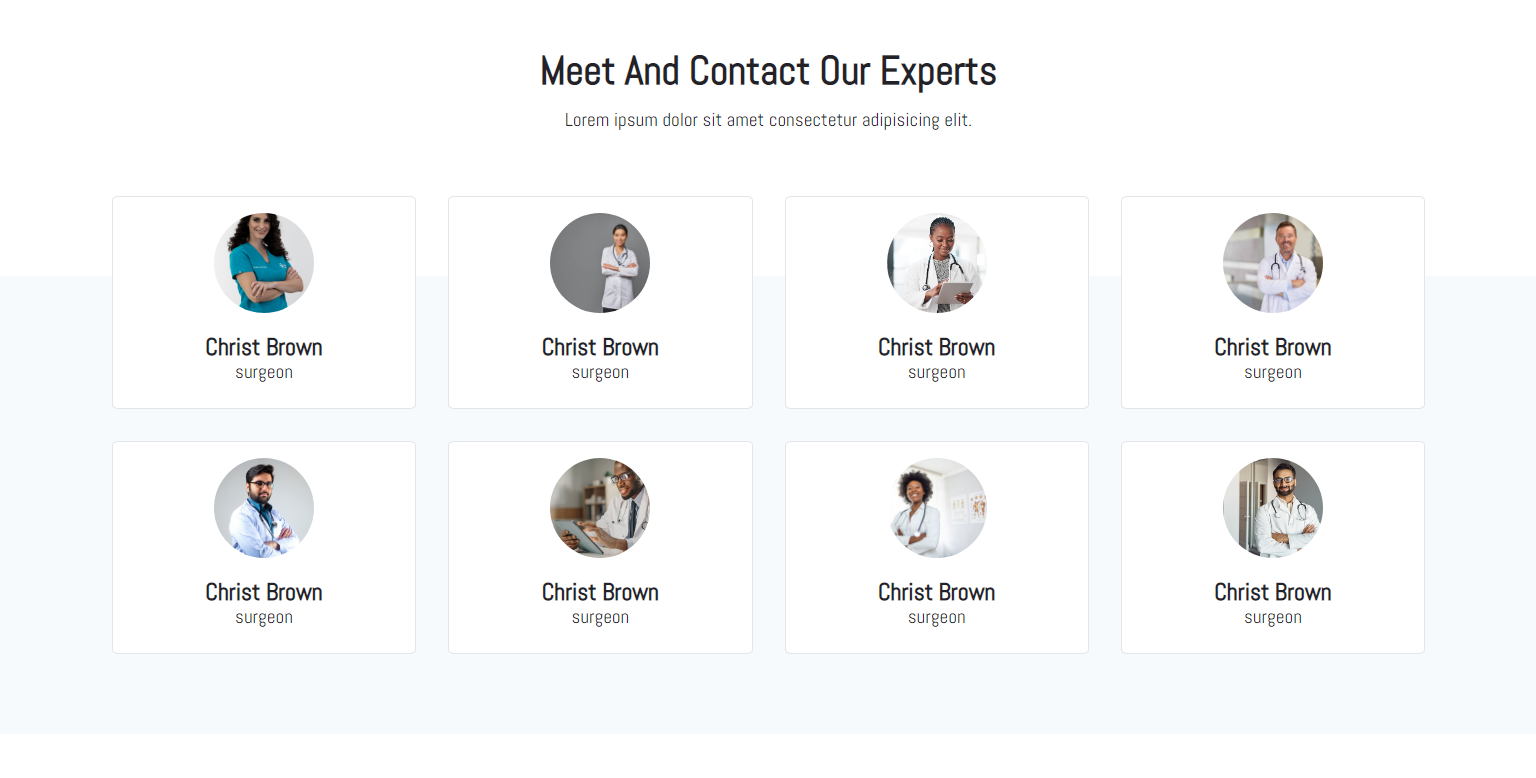 Meet And Contact Our Experts
Lorem ipsum dolor sit amet consectetur adipisicing elit.
Christ Brown
surgeon
Christ Brown
surgeon
Christ Brown
surgeon
Christ Brown
surgeon
Christ Brown
surgeon
Christ Brown
surgeon
Christ Brown
surgeon
Christ Brown
surgeon